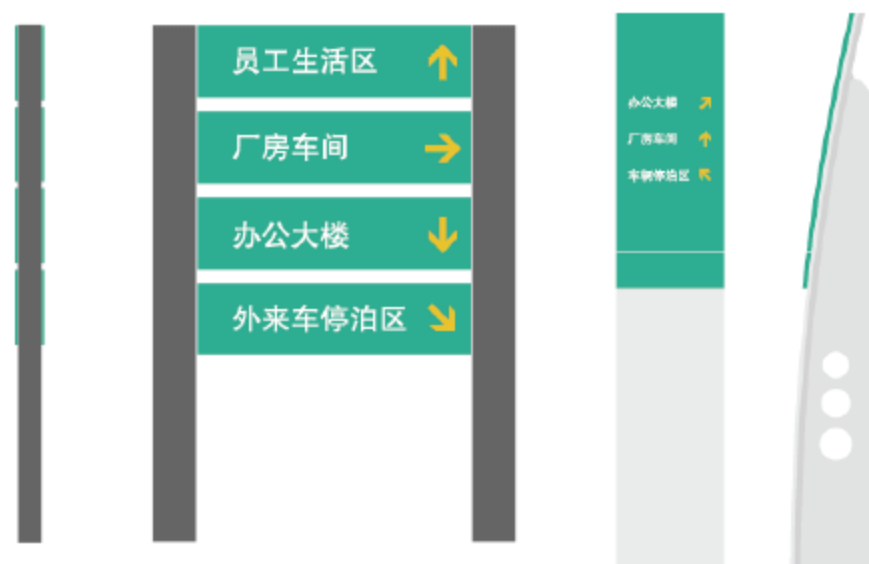 员工生活区
厂房车间
办公大楼
外来车停泊区
办公大楼
厂房车间
车辆停泊区